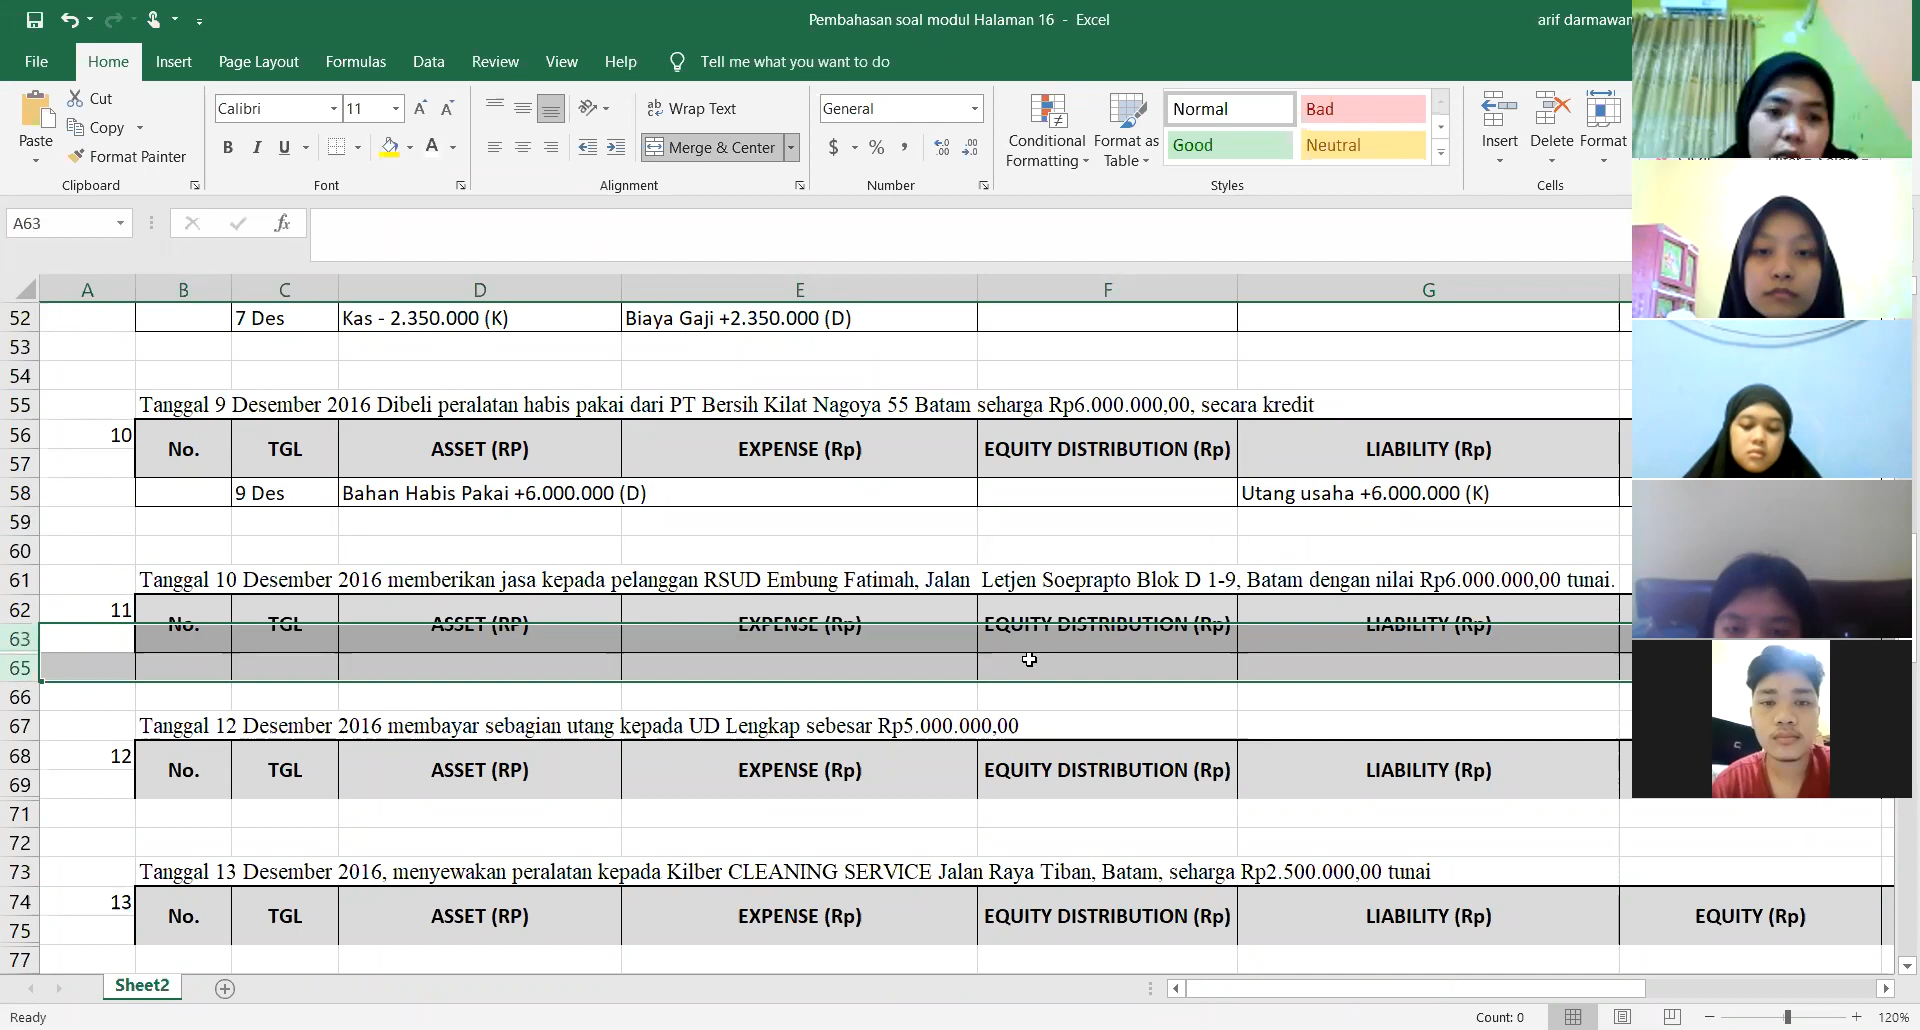 Pembahasan soal modul Halaman 16 - Excel
arif darmawan
File Home Insert Page Layout Formulas Data Review View Help Tell me what you want to do
Cut
Copy
Format Painter
Paste
Clipboard
Calibri 11
B I U
Font
Wrap Text
Merge & Center
Alignment
General
$ % ,
Number
Conditional Formatting
Format as Table
Normal Bad
Good Neutral
Styles
Insert Delete Format
Cells
A63
fx
A B C D E F G
52 7 Des Kas - 2.350.000 (K) Biaya Gaji +2.350.000 (D)
53
54
55 Tanggal 9 Desember 2016 Dibeli peralatan habis pakai dari PT Bersih Kilat Nagoya 55 Batam seharga Rp6.000.000,00, secara kredit
56 10 No. TGL ASSET (RP) EXPENSE (Rp) EQUITY DISTRIBUTION (Rp) LIABILITY (Rp)
57
58 9 Des Bahan Habis Pakai +6.000.000 (D) Utang usaha +6.000.000 (K)
59
60
61 Tanggal 10 Desember 2016 memberikan jasa kepada pelanggan RSUD Embung Fatimah, Jalan Letjen Soeprapto Blok D 1-9, Batam dengan nilai Rp6.000.000,00 tunai.
62 11 No. TGL ASSET (RP) EXPENSE (Rp) EQUITY DISTRIBUTION (Rp) LIABILITY (Rp)
63
65
66
67 Tanggal 12 Desember 2016 membayar sebagian utang kepada UD Lengkap sebesar Rp5.000.000,00
68 12 No. TGL ASSET (RP) EXPENSE (Rp) EQUITY DISTRIBUTION (Rp) LIABILITY (Rp)
69
71
72
73 Tanggal 13 Desember 2016, menyewakan peralatan kepada Kilber CLEANING SERVICE Jalan Raya Tiban, Batam, seharga Rp2.500.000,00 tunai
74 13 No. TGL ASSET (RP) EXPENSE (Rp) EQUITY DISTRIBUTION (Rp) LIABILITY (Rp) EQUITY (Rp)
75
77
Sheet2
Ready
Count: 0
120%